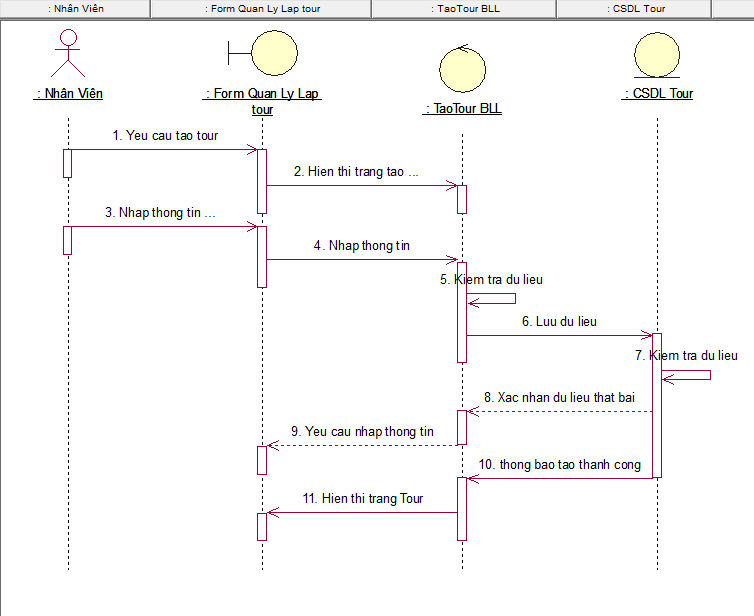 : Nhân Viên
: Form Quan Ly Lap tour
: TaoTour BLL
: CSDL Tour
: Nhân Viên
: Form Quan Ly Lap
tour
: TaoTour BLL
: CSDL Tour
1. Yeu cau tao tour
2. Hien thi trang tao ...
3. Nhap thong tin ...
4. Nhap thong tin
5. Kiem tra du lieu
6. Luu du lieu
7. Kiem tra du lieu
8. Xac nhan du lieu that bai
9. Yeu cau nhap thong tin
10. thong bao tao thanh cong
11. Hien thi trang Tour